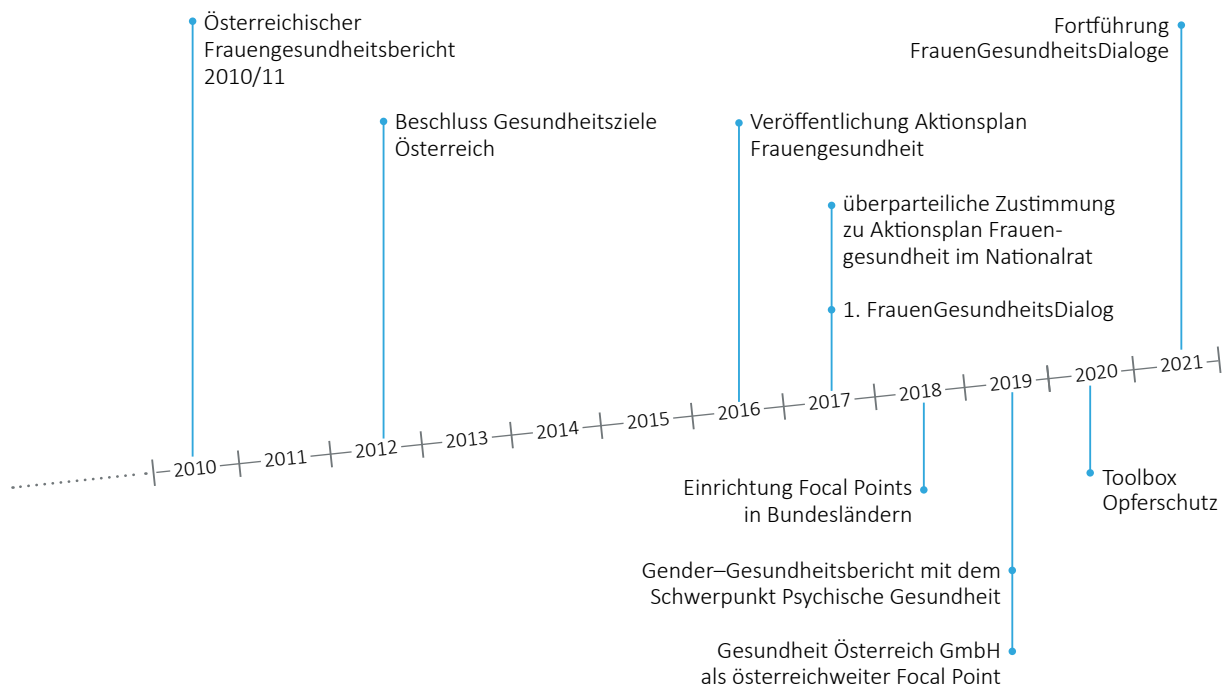 Österreichischer
Frauengesundheitsbericht
2010/11
Beschluss Gesundheitsziele
Österreich
Veröffentlichung Aktionsplan
Frauengesundheit
überparteiliche Zustimmung
zu Aktionsplan Frauen-
gesundheit im Nationalrat
1. FrauenGesundheitsDialog
Fortführung
FrauenGesundheitsDialoge
2010
2011
2012
2013
2014
2015
2016
2017
2018
2019
2020
2021
Einrichtung Focal Points
in Bundesländern
Gender–Gesundheitsbericht mit dem
Schwerpunkt Psychische Gesundheit
Gesundheit Österreich GmbH
als österreichweiter Focal Point
Toolbox
Opferschutz